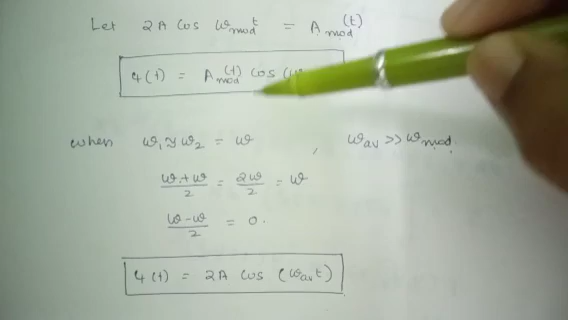 Let 2A cos ω_mod t = A_mod(t)
ψ(t) = A_mod(t) cos (ω
when ω₁ ≈ ω₂ = ω , ω_av >> ω_mod.
ω+ω/2 = 2ω/2 = ω
ω-ω/2 = 0.
ψ(t) = 2A cos (ω_av t)